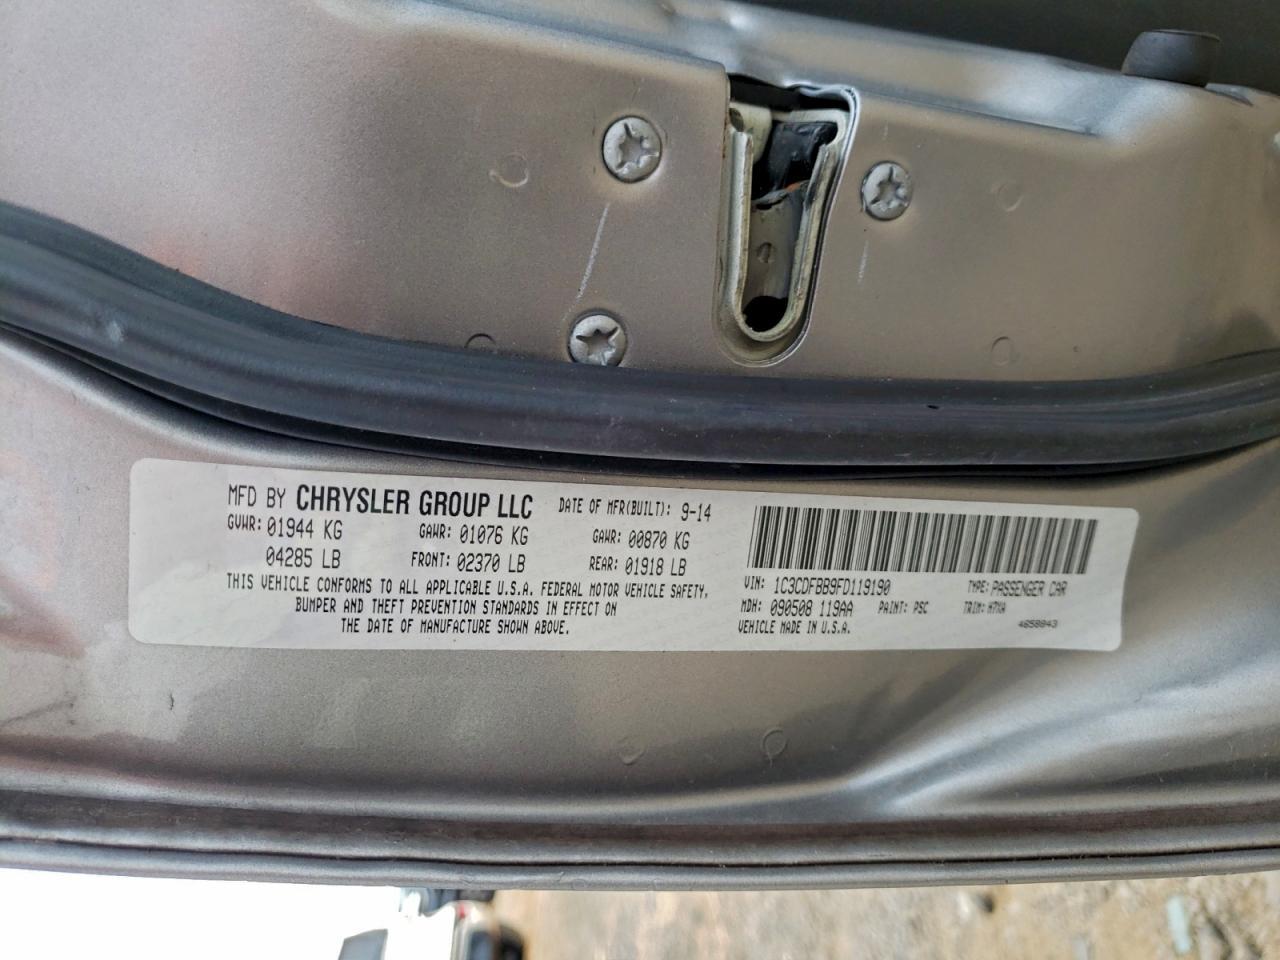 MFD BY CHRYSLER GROUP LLC DATE OF MFR(BUILT): 9-14
GVWR: 01944 KG GAWR: 01076 KG GAWR: 00870 KG
04285 LB FRONT: 02370 LB REAR: 01918 LB
THIS VEHICLE CONFORMS TO ALL APPLICABLE U.S.A. FEDERAL MOTOR VEHICLE SAFETY,
BUMPER AND THEFT PREVENTION STANDARDS IN EFFECT ON
THE DATE OF MANUFACTURE SHOWN ABOVE.
VIN: 1C3CDFBB9FD119190 TYPE: PASSENGER CAR
MDH: 090508 119AA PAINT: PSC TRIM: H7XA
VEHICLE MADE IN U.S.A. 4658843